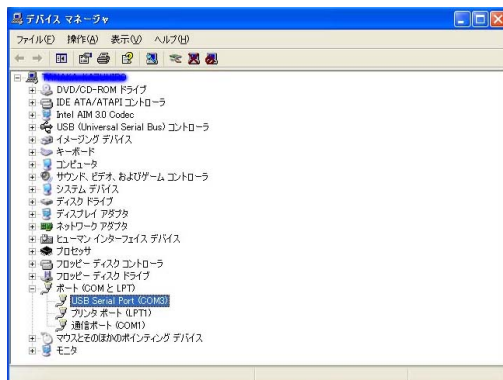 デバイス マネージャ
ファイル(F) 操作(A) 表示(V) ヘルプ(H)
DVD/CD-ROM ドライブ
IDE ATA/ATAPI コントローラ
Intel AIM 3.0 Codec
USB (Universal Serial Bus) コントローラ
イメージング デバイス
キーボード
コンピュータ
サウンド、ビデオ、およびゲーム コントローラ
システム デバイス
ディスク ドライブ
ディスプレイ アダプタ
ネットワーク アダプタ
ヒューマン インターフェイス デバイス
プロセッサ
フロッピー ディスク コントローラ
フロッピー ディスク ドライブ
ポート (COM と LPT)
USB Serial Port (COM3)
プリンタ ポート (LPT1)
通信ポート (COM1)
マウスとそのほかのポインティング デバイス
モニタ